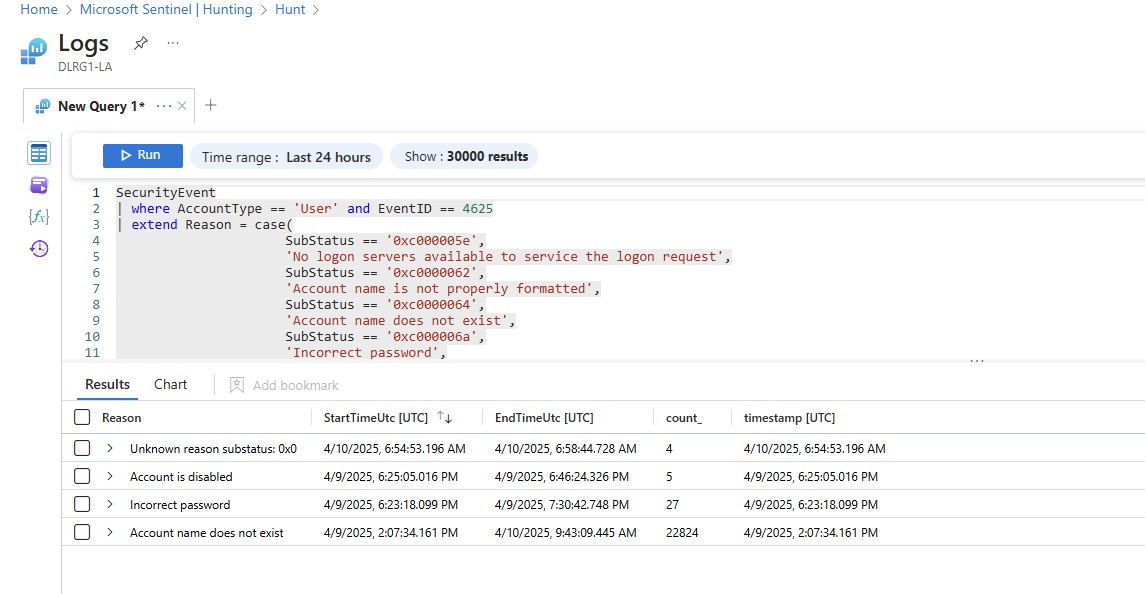 Home > Microsoft Sentinel | Hunting > Hunt >
Logs ...
DLRG1-LA
New Query 1* ... × +
Run Time range : Last 24 hours Show : 30000 results
1 SecurityEvent
2 | where AccountType == 'User' and EventID == 4625
3 | extend Reason = case(
4 SubStatus == '0xc000005e',
5 'No logon servers available to service the logon request',
6 SubStatus == '0xc0000062',
7 'Account name is not properly formatted',
8 SubStatus == '0xc0000064',
9 'Account name does not exist',
10 SubStatus == '0xc000006a',
11 'Incorrect password',
Results Chart Add bookmark
Reason StartTimeUtc [UTC] ↑↓ EndTimeUtc [UTC] count_ timestamp [UTC]
> Unknown reason substatus: 0x0 4/10/2025, 6:54:53.196 AM 4/10/2025, 6:58:44.728 AM 4 4/10/2025, 6:54:53.196 AM
> Account is disabled 4/9/2025, 6:25:05.016 PM 4/9/2025, 6:46:24.326 PM 5 4/9/2025, 6:25:05.016 PM
> Incorrect password 4/9/2025, 6:23:18.099 PM 4/9/2025, 7:30:42.748 PM 27 4/9/2025, 6:23:18.099 PM
> Account name does not exist 4/9/2025, 2:07:34.161 PM 4/10/2025, 9:43:09.445 AM 22824 4/9/2025, 2:07:34.161 PM